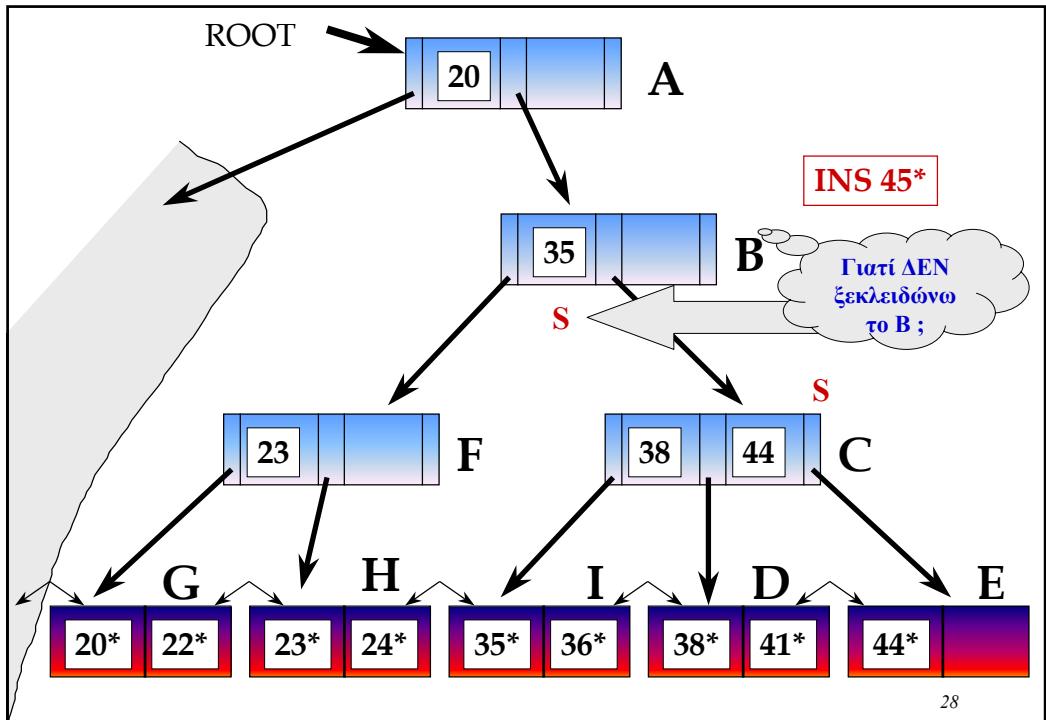 ROOT
20
A
INS 45*
35
B
Γιατί ΔΕΝ
ξεκλειδώνω
το Β ;
S
S
23
F
38
44
C
G
H
I
D
E
20*
22*
23*
24*
35*
36*
38*
41*
44*
28